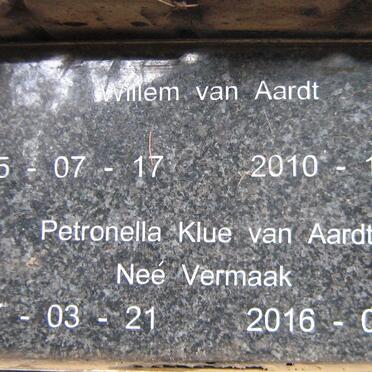 Willem van Aardt
5 - 07 - 17 2010 - 1
Petronella Klue van Aardt
Neé Vermaak
- 03 - 21 2016 - 0